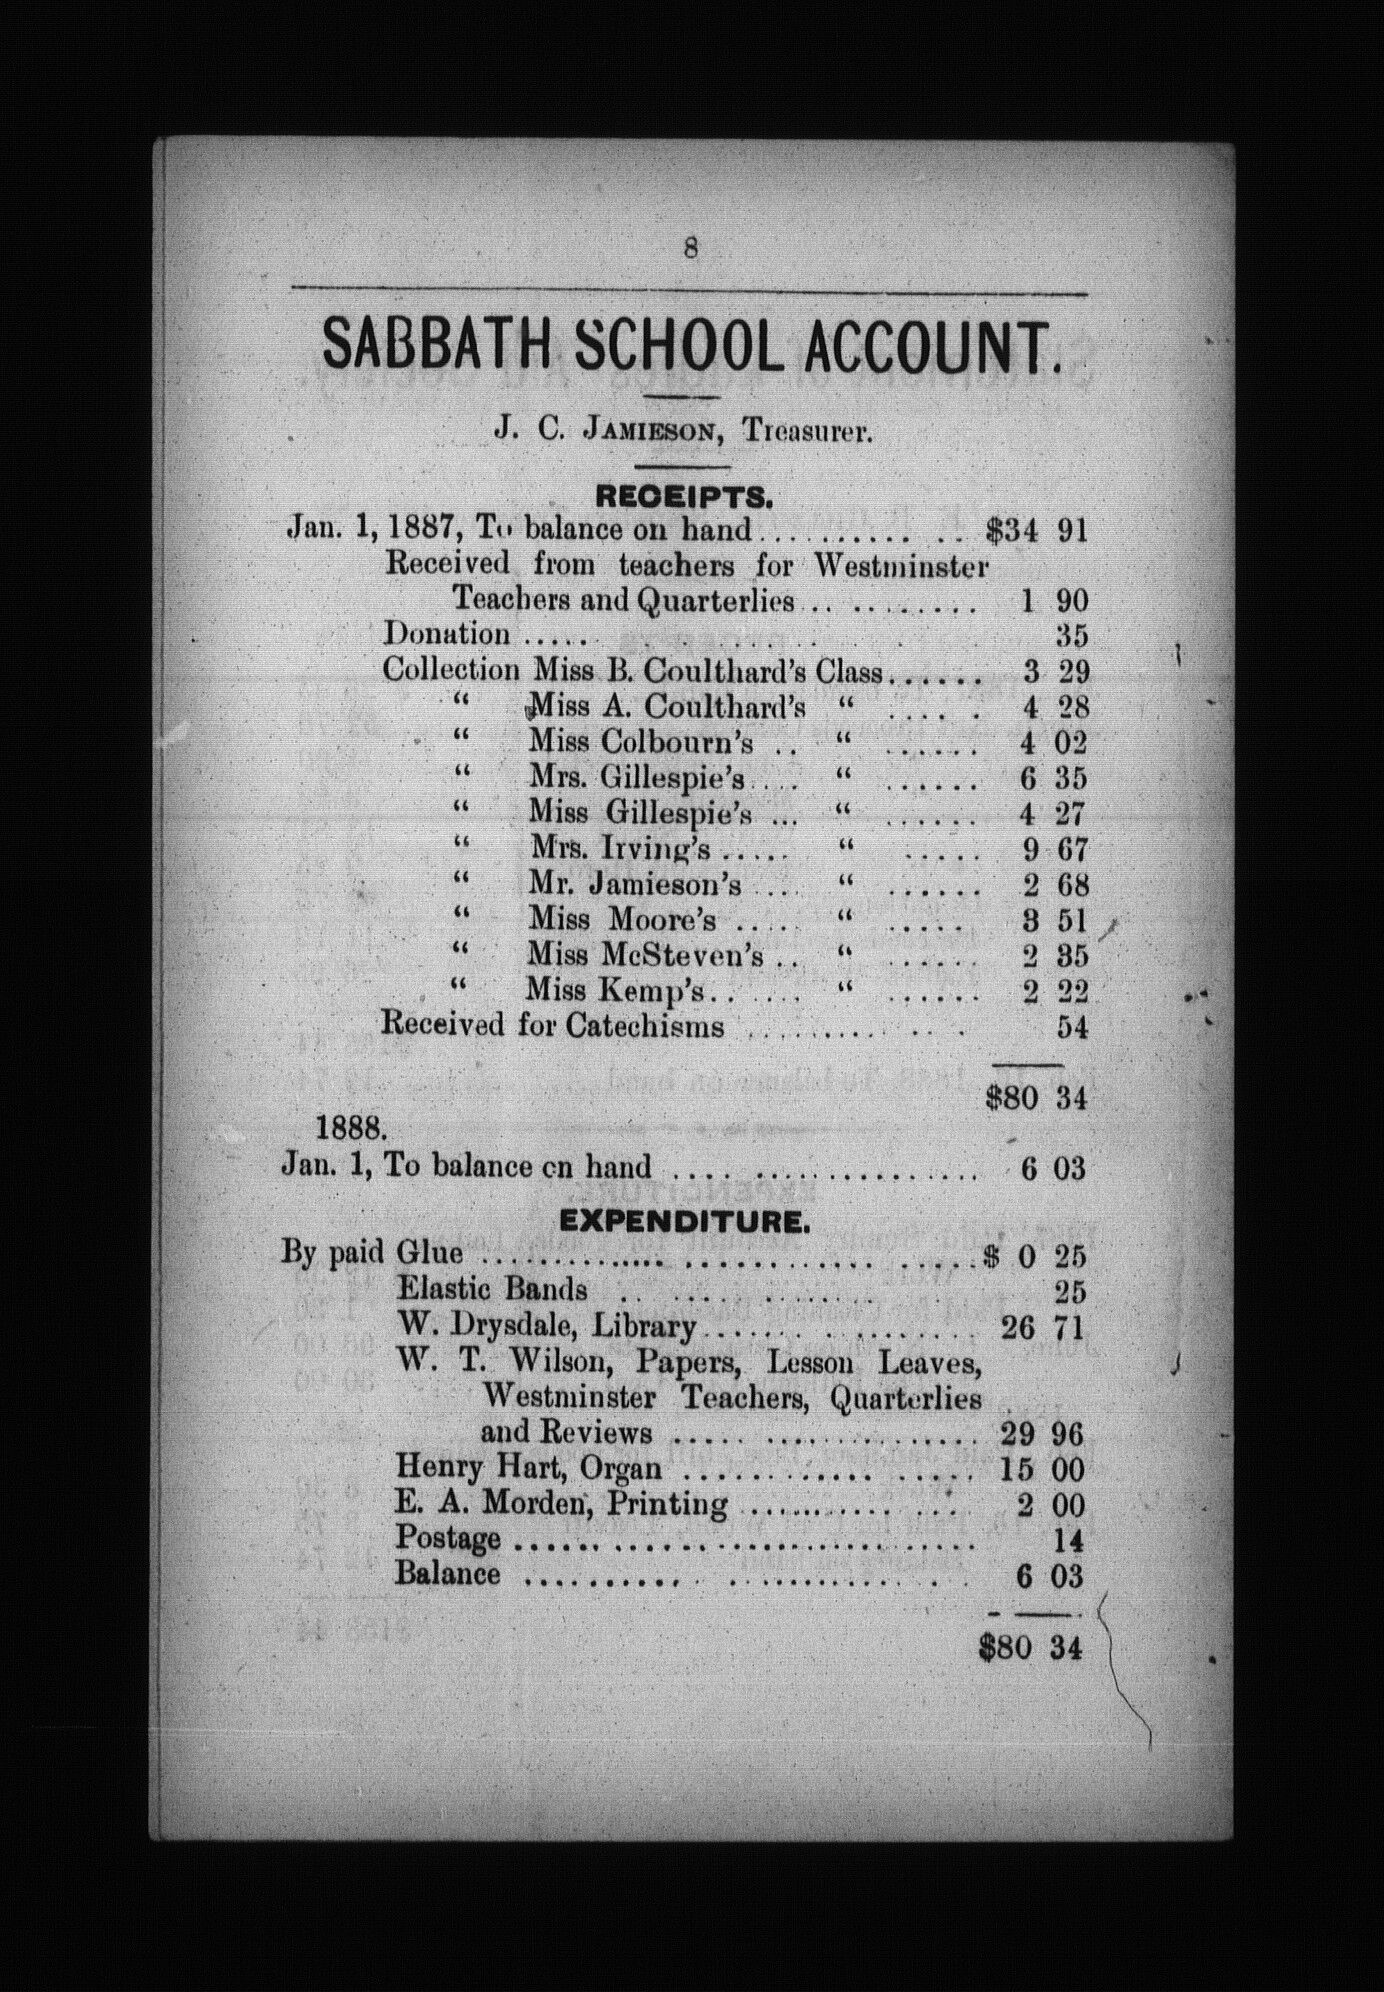 8
SABBATH SCHOOL ACCOUNT.
J. C. JAMIESON, Treasurer.
RECEIPTS.
Jan. 1, 1887, To balance on hand.......... .. $34 91
Received from teachers for Westminster
Teachers and Quarterlies.. ........ 1 90
Donation ..... 35
Collection Miss B. Coulthard's Class...... 3 29
“ Miss A. Coulthard's “ .... . 4 28
“ Miss Colbourn's .. “ ...... 4 02
“ Mrs. Gillespie's.... “ ...... 6 35
“ Miss Gillespie's ... “ ...... 4 27
“ Mrs. Irving's ..... “ ..... 9 67
“ Mr. Jamieson's .... “ ...... 2 68
“ Miss Moore's .... “ ..... 3 51
“ Miss McSteven's .. “ ...... 2 35
“ Miss Kemp's.. .... “ ...... 2 22
Received for Catechisms ........ ... . 54
$80 34
1888.
Jan. 1, To balance on hand .... ................ 6 03
EXPENDITURE.
By paid Glue ............. ........... .....$ 0 25
Elastic Bands .. ...... ....... 25
W. Drysdale, Library...... ......... 26 71
W. T. Wilson, Papers, Lesson Leaves,
Westminster Teachers, Quarterlies
and Reviews ..... ............... 29 96
Henry Hart, Organ ............ ..... 15 00
E. A. Morden, Printing .......... ... 2 00
Postage ...... ...... ............... 14
Balance .......... . .......... . . . 6 03
$80 34